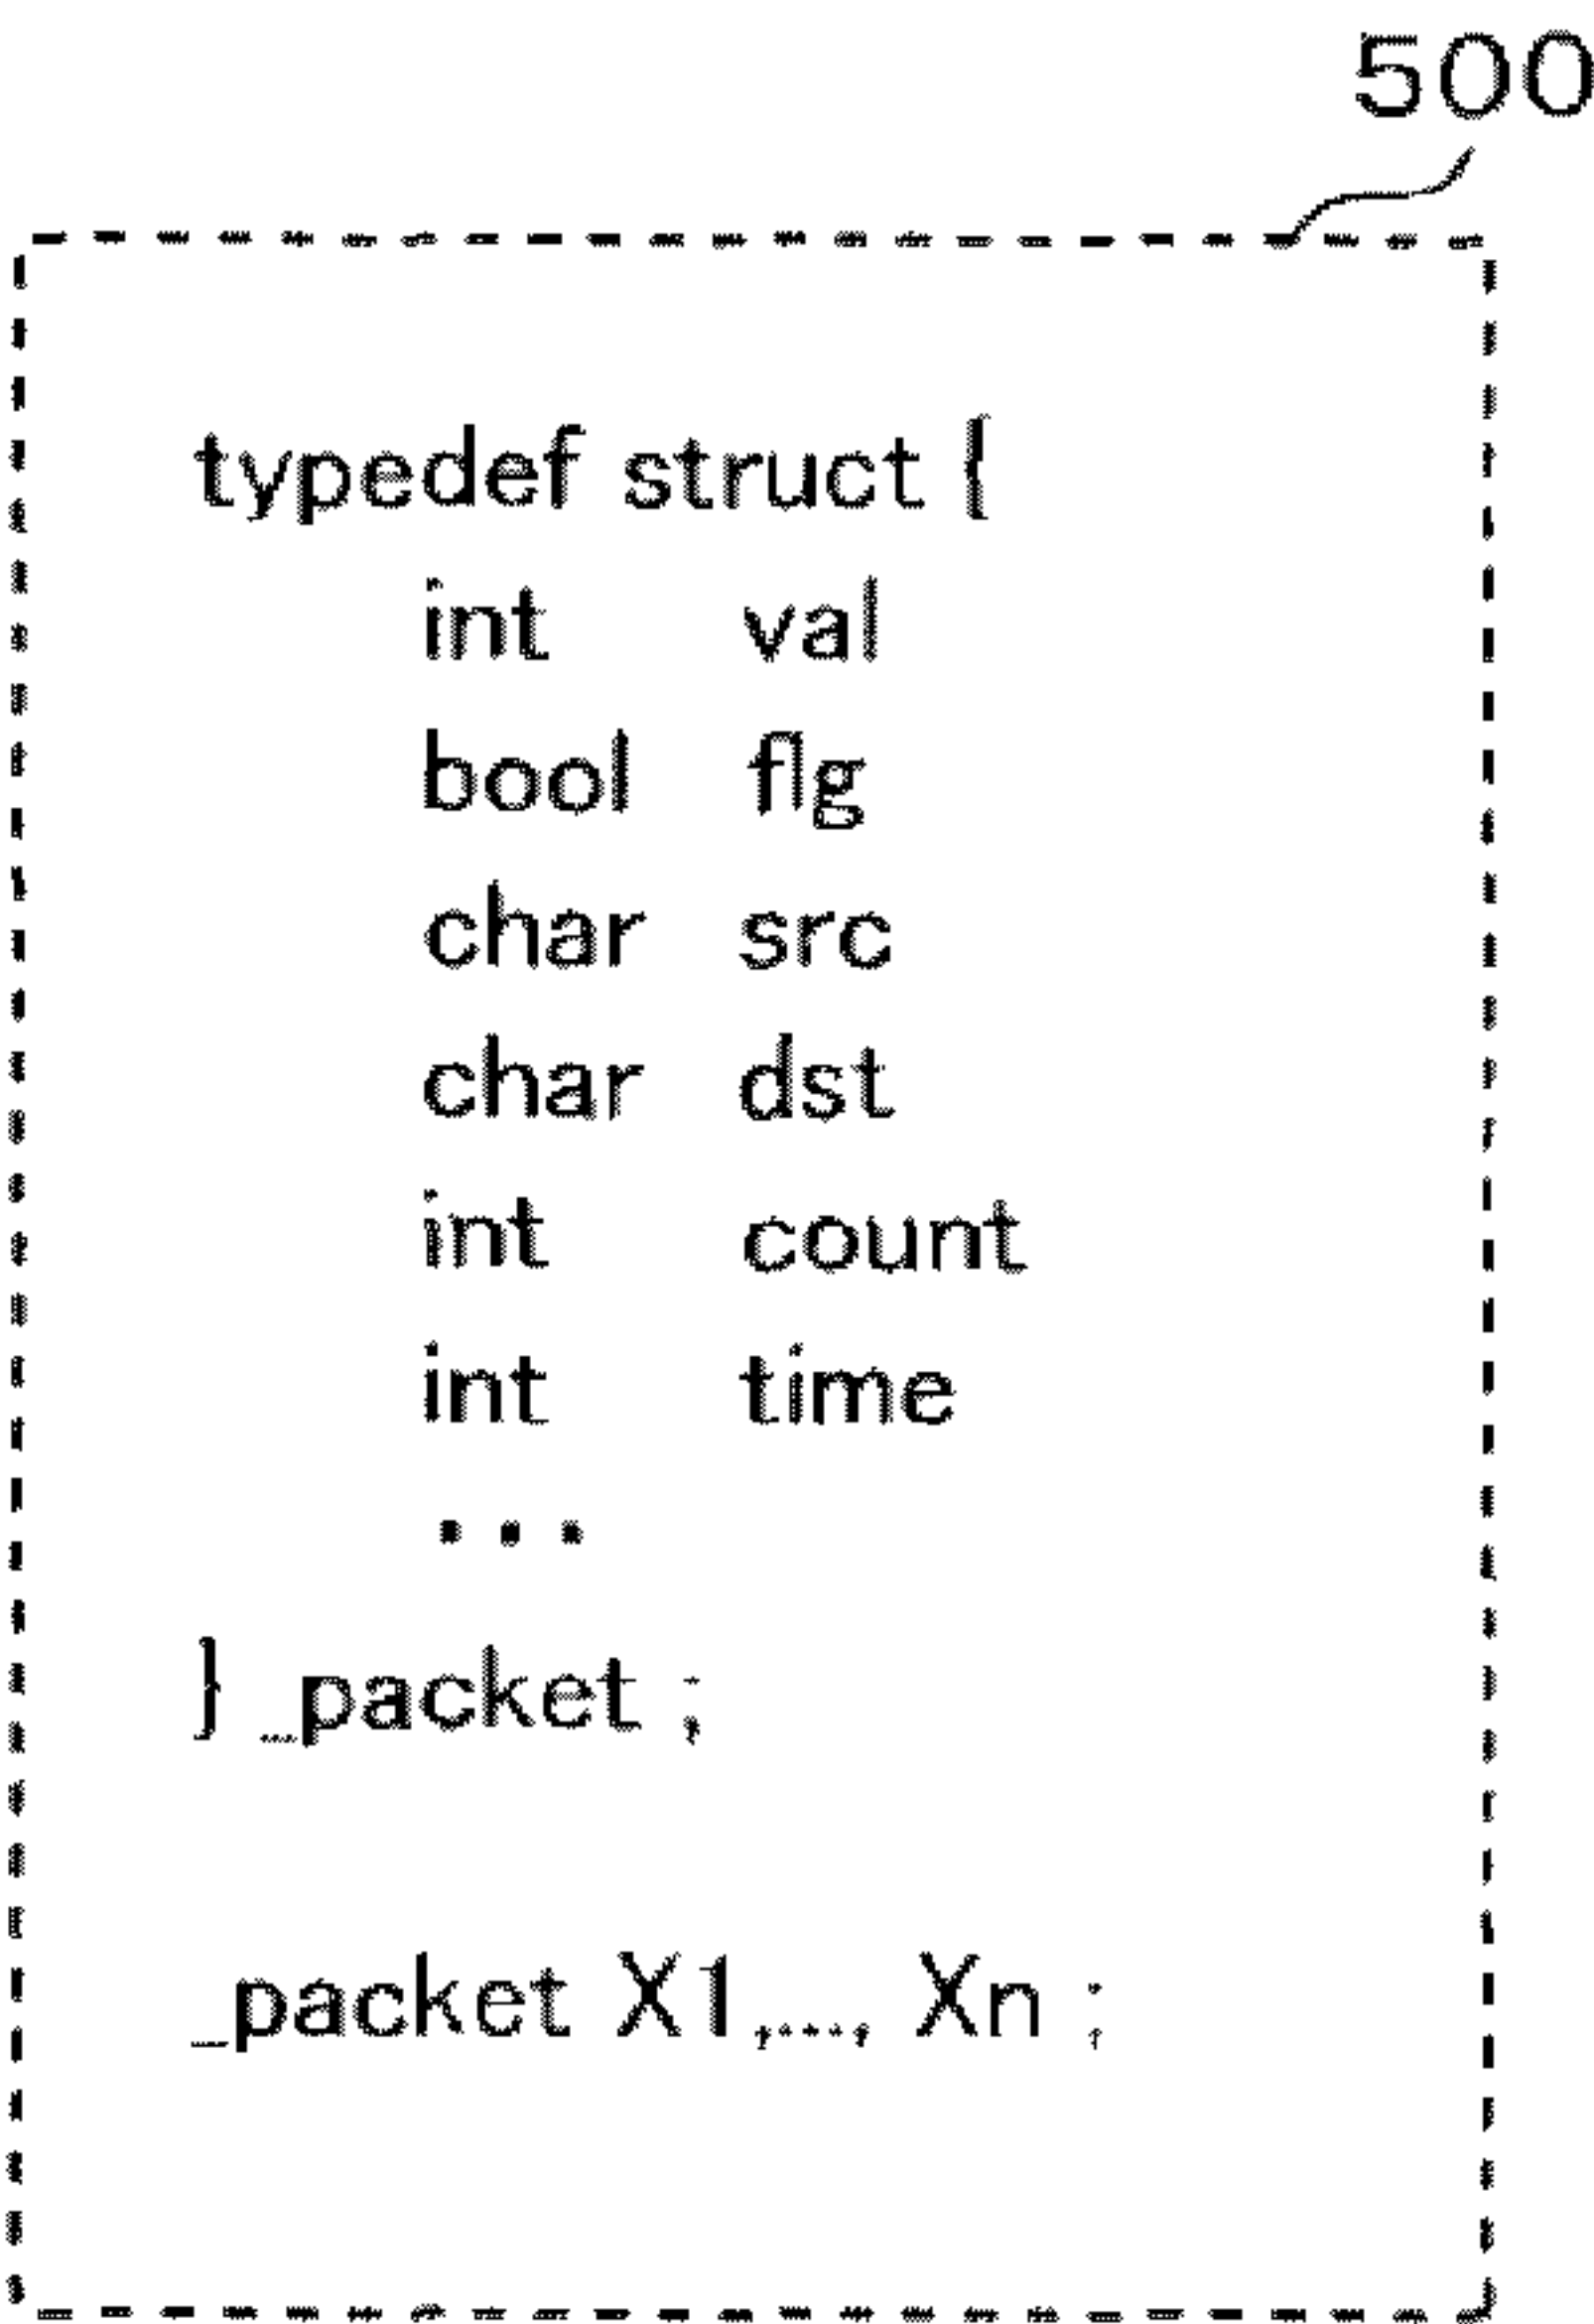 500
typedef struct {
int val
bool flg
char src
char dst
int count
int time
...
} _packet ;
_packet X1,..., Xn ;